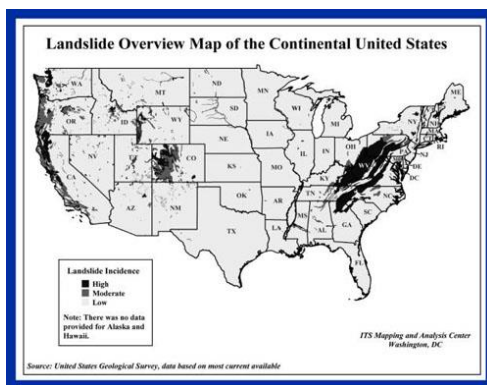 Landslide Overview Map of the Continental United States
WA
MT
ND
MN
ME
OR
ID
WY
SD
WI
MI
NY
NH
MA
RI
NV
UT
CO
NE
IA
IL
IN
OH
PA
NJ
DE
DC
CA
KS
MO
KY
WV
AZ
NM
OK
AR
TN
NC
SC
TX
LA
MS
AL
GA
FL
Landslide Incidence
High
Moderate
Low
Note: There was no data
provided for Alaska and
Hawaii.
ITS Mapping and Analysis Center
Washington, DC
Source: United States Geological Survey, data based on most current available